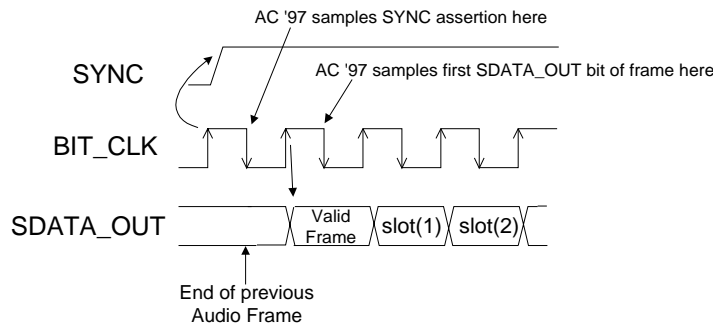 AC '97 samples SYNC assertion here
SYNC
AC '97 samples first SDATA_OUT bit of frame here
BIT_CLK
SDATA_OUT
Valid
Frame
slot(1)
slot(2)
End of previous
Audio Frame